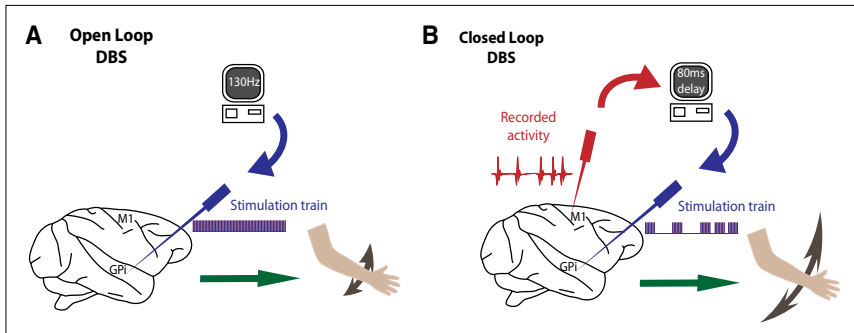 A
Open Loop
DBS
130Hz
Stimulation train
M1
GPi
B
Closed Loop
DBS
80ms
delay
Recorded
activity
Stimulation train
M1
GPi